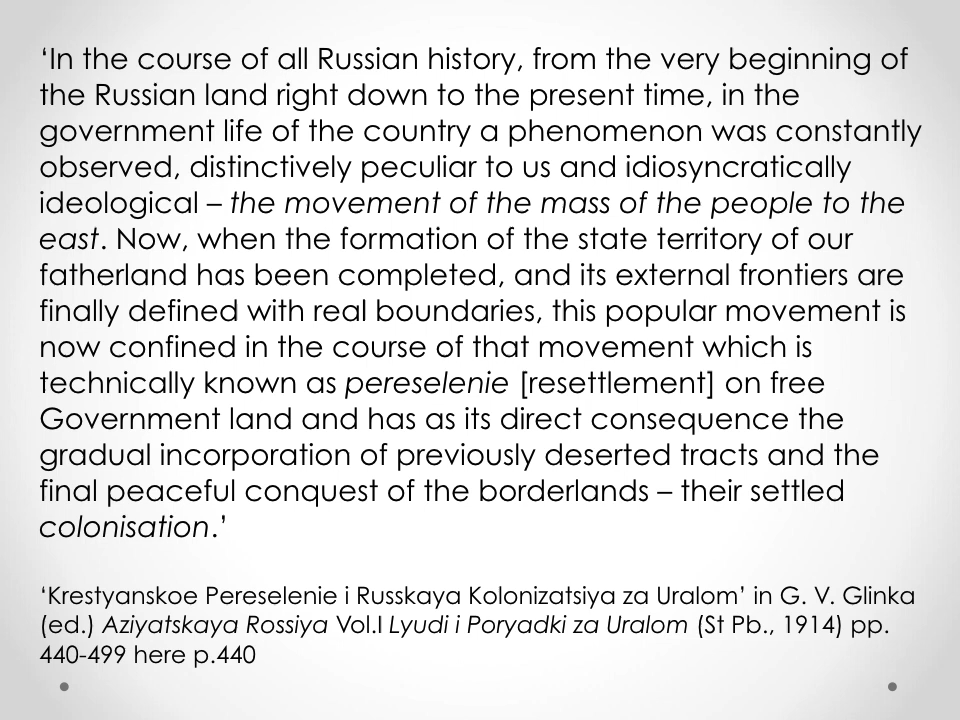 ‘In the course of all Russian history, from the very beginning of
the Russian land right down to the present time, in the
government life of the country a phenomenon was constantly
observed, distinctively peculiar to us and idiosyncratically
ideological – the movement of the mass of the people to the
east. Now, when the formation of the state territory of our
fatherland has been completed, and its external frontiers are
finally defined with real boundaries, this popular movement is
now confined in the course of that movement which is
technically known as pereselenie [resettlement] on free
Government land and has as its direct consequence the
gradual incorporation of previously deserted tracts and the
final peaceful conquest of the borderlands – their settled
colonisation.’
‘Krestyanskoe Pereselenie i Russkaya Kolonizatsiya za Uralom’ in G. V. Glinka
(ed.) Aziyatskaya Rossiya Vol.I Lyudi i Poryadki za Uralom (St Pb., 1914) pp.
440-499 here p.440